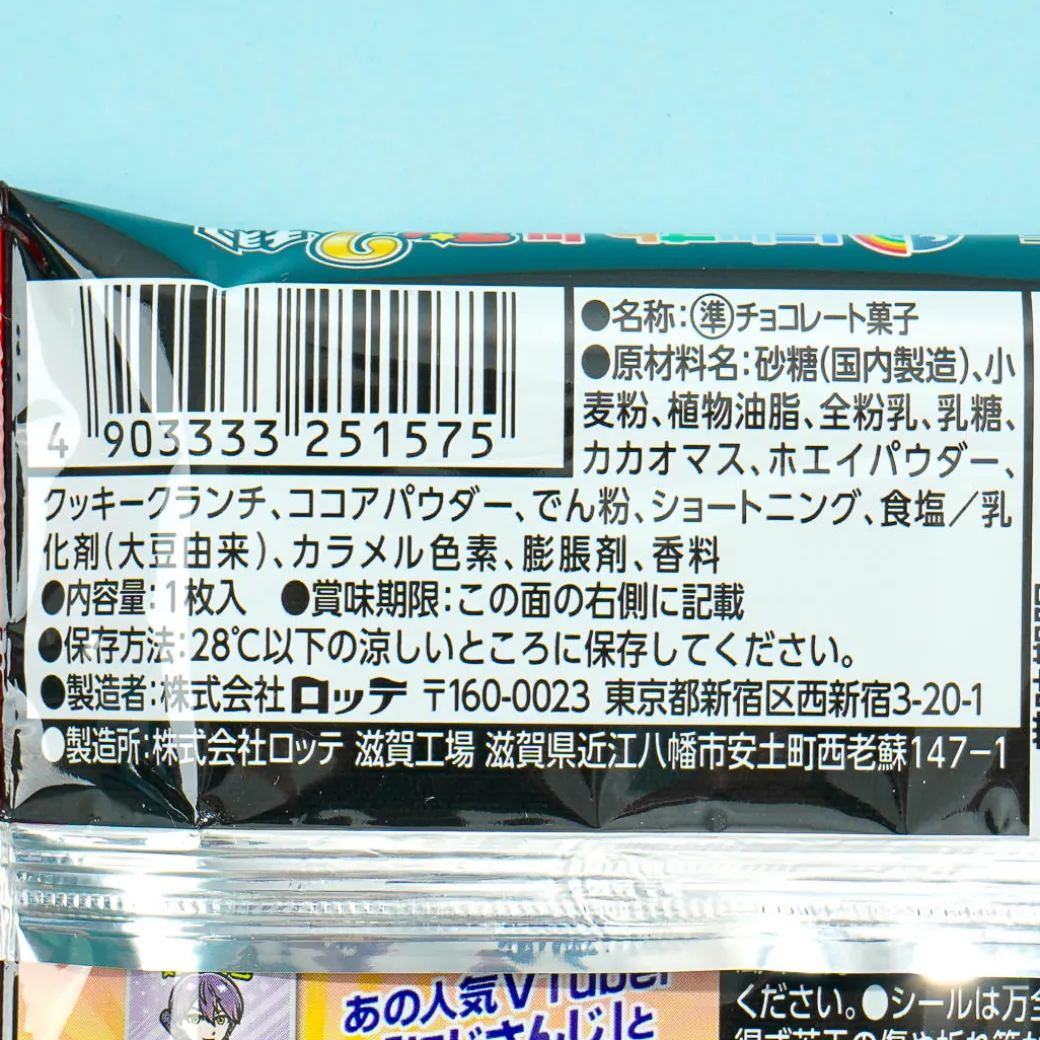 ●名称:㊣準チョコレート菓子
●原材料名:砂糖(国内製造)、小
麦粉、植物油脂、全粉乳、乳糖、
カカオマス、ホエイパウダー、
クッキークランチ、ココアパウダー、でん粉、ショートニング、食塩/乳
化剤(大豆由来)、カラメル色素、膨脹剤、香料
4 903333 251575
●内容量:1枚入 ●賞味期限:この面の右側に記載
●保存方法:28℃以下の涼しいところに保存してください。
●製造者:株式会社ロッテ 〒160-0023 東京都新宿区西新宿3-20-1
●製造所:株式会社ロッテ 滋賀工場 滋賀県近江八幡市安土町西老蘇147-1
あの人気VTuber
にじさんじと
ください。●シールは万全